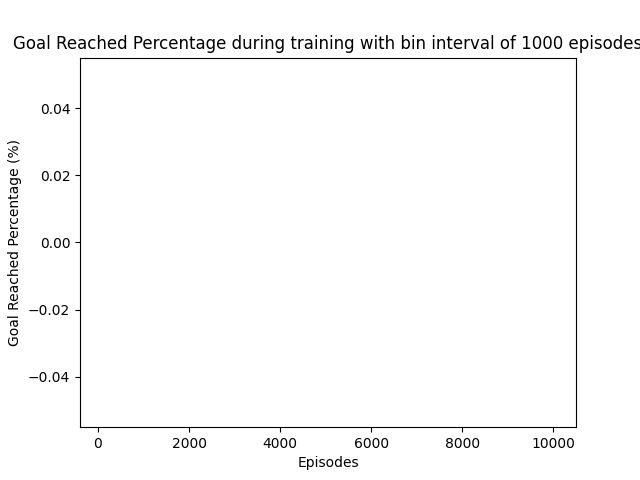 Goal Reached Percentage during training with bin interval of 1000 episodes
0.04
0.02
0.00
−0.02
−0.04
Goal Reached Percentage (%)
0 2000 4000 6000 8000 10000
Episodes